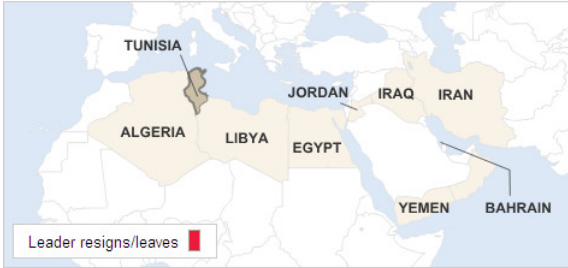 TUNISIA
JORDAN
IRAQ
IRAN
ALGERIA
LIBYA
EGYPT
YEMEN
BAHRAIN
Leader resigns/leaves